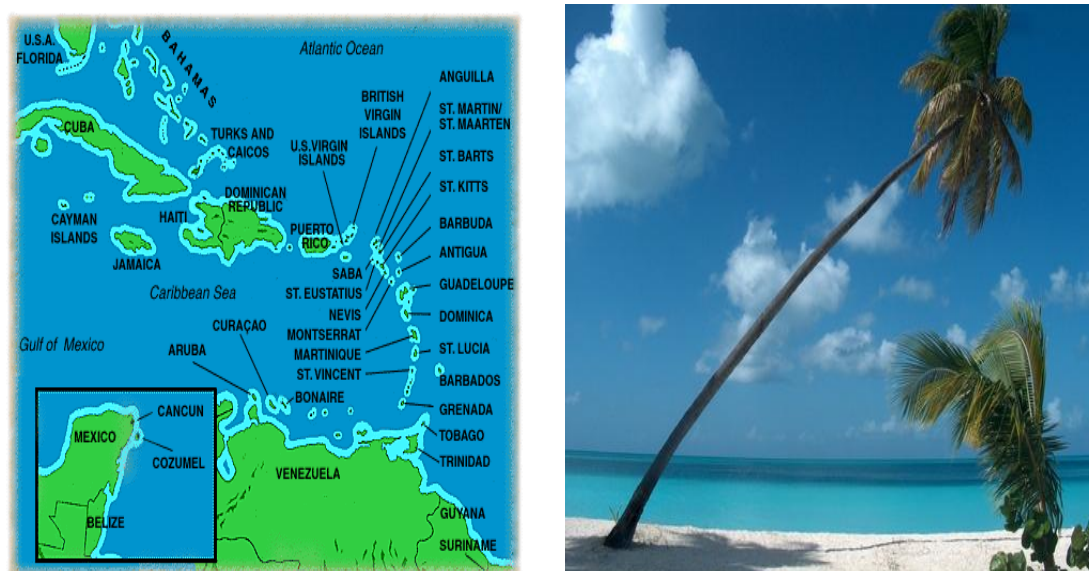 U.S.A.
FLORIDA
BAHAMAS
Atlantic Ocean
ANGUILLA
ST. MARTIN/
ST. MAARTEN
BRITISH
VIRGIN
ISLANDS
U.S.VIRGIN
ISLANDS
ST. BARTS
ST. KITTS
CUBA
TURKS AND
CAICOS
DOMINICAN
REPUBLIC
HAITI
CAYMAN
ISLANDS
JAMAICA
PUERTO
RICO
BARBUDA
ANTIGUA
SABA
ST. EUSTATIUS
NEVIS
MONTSERRAT
MARTINIQUE
ST. VINCENT
GUADELOUPE
DOMINICA
ST. LUCIA
BARBADOS
GRENADA
TOBAGO
TRINIDAD
Caribbean Sea
CURAÇAO
ARUBA
BONAIRE
Gulf of Mexico
CANCUN
MEXICO
COZUMEL
BELIZE
VENEZUELA
GUYANA
SURINAME